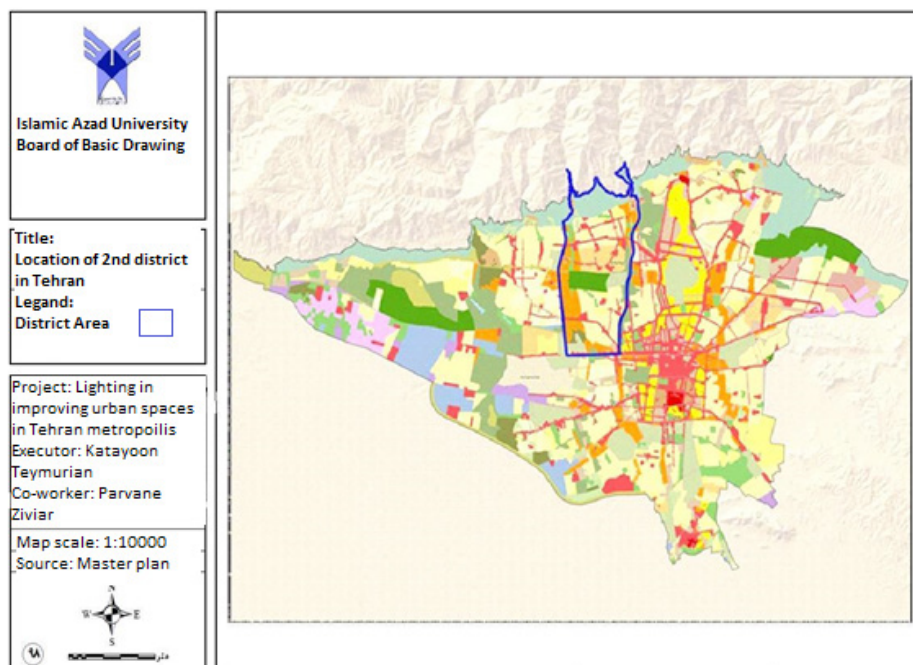 Islamic Azad University
Board of Basic Drawing
Title:
Location of 2nd district
in Tehran
Legand:
District Area
Project: Lighting in
improving urban spaces
in Tehran metropoilis
Executor: Katayoon
Teymurian
Co-worker: Parvane
Ziviar
Map scale: 1:10000
Source: Master plan
N
W E
S
متر